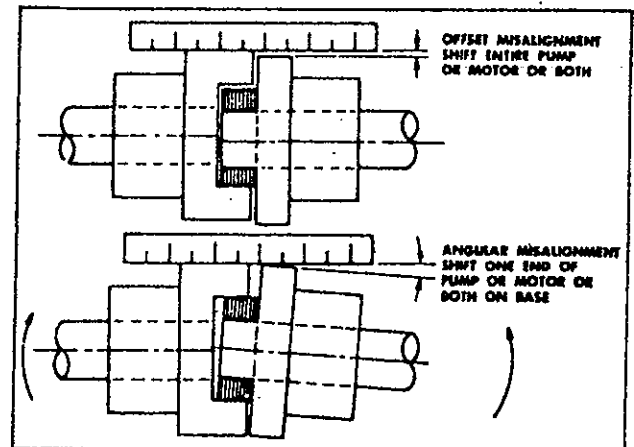 OFFSET MISALIGNMENT
SHIFT ENTIRE PUMP
OR MOTOR OR BOTH
ANGULAR MISALIGNMENT
SHIFT ONE END OF
PUMP OR MOTOR OR
BOTH ON BASE